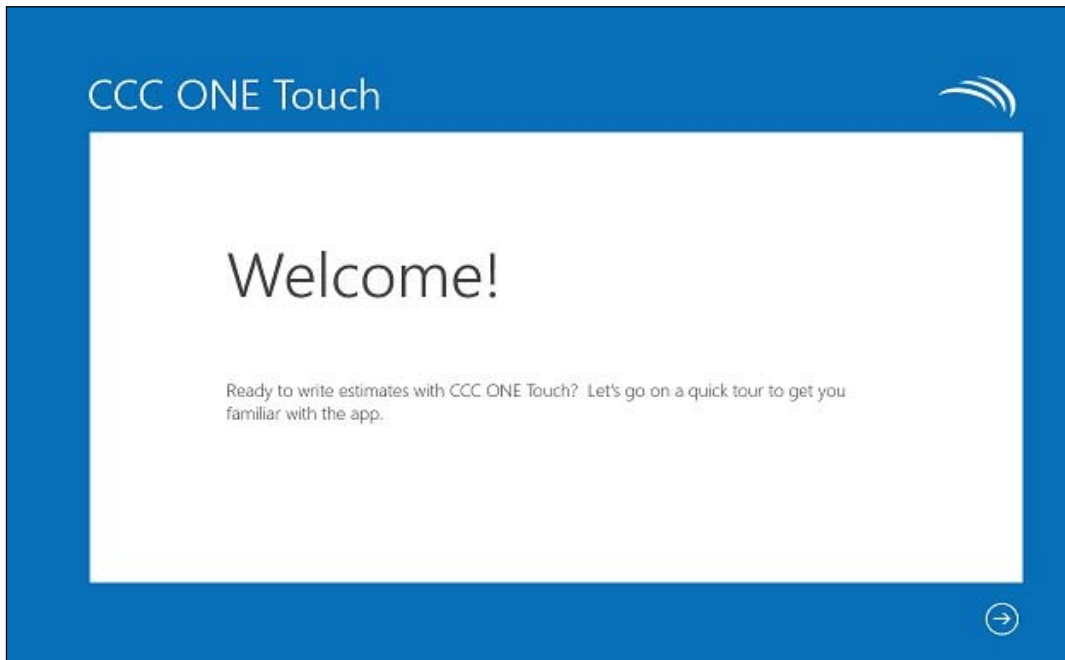 CCC ONE Touch
Welcome!
Ready to write estimates with CCC ONE Touch?  Let's go on a quick tour to get you
familiar with the app.